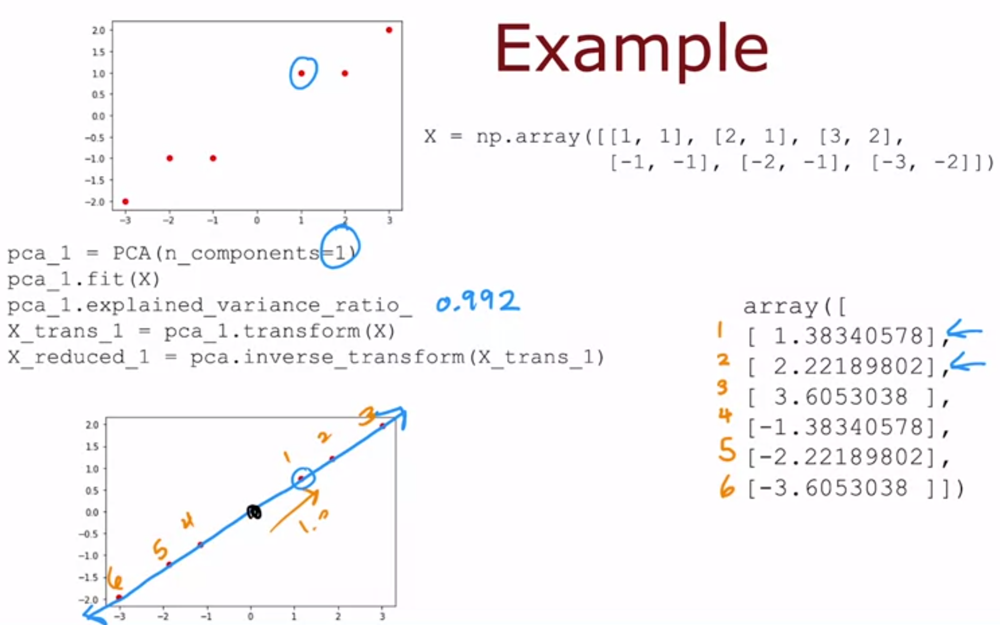 Example
2.0
1.5
1.0
0.5
0.0
−0.5
−1.0
−1.5
−2.0
−3 −2 −1 0 1 2 3
X = np.array([[1, 1], [2, 1], [3, 2],
[-1, -1], [-2, -1], [-3, -2]])
pca_1 = PCA(n_components=1)
pca_1.fit(X)
pca_1.explained_variance_ratio_ 0.992
X_trans_1 = pca_1.transform(X)
X_reduced_1 = pca.inverse_transform(X_trans_1)
array([
1 [ 1.38340578],
2 [ 2.22189802],
3 [ 3.6053038 ],
4 [-1.38340578],
5 [-2.22189802],
6 [-3.6053038 ]])
2.0
1.5
1.0
0.5
0.0
−0.5
−1.0
−1.5
−2.0
−3 −2 −1 0 1 2 3
3
2
1
4
5
6